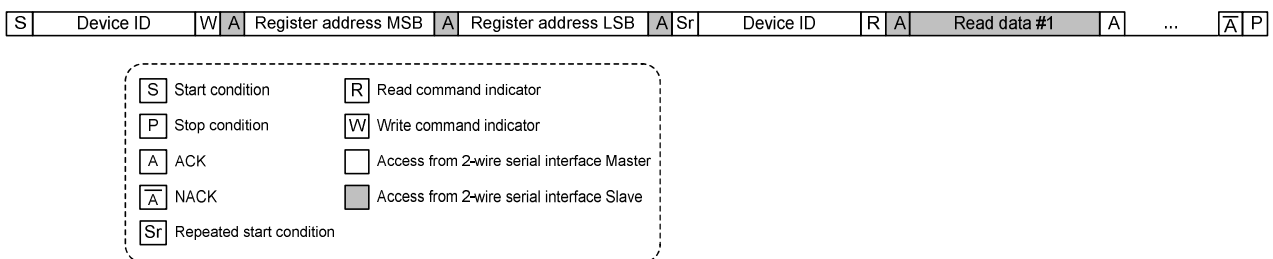 S Device ID W A Register address MSB A Register address LSB A Sr Device ID R A Read data #1 A ... A̅ P
S Start condition R Read command indicator
P Stop condition W Write command indicator
A ACK Access from 2-wire serial interface Master
A̅ NACK Access from 2-wire serial interface Slave
Sr Repeated start condition